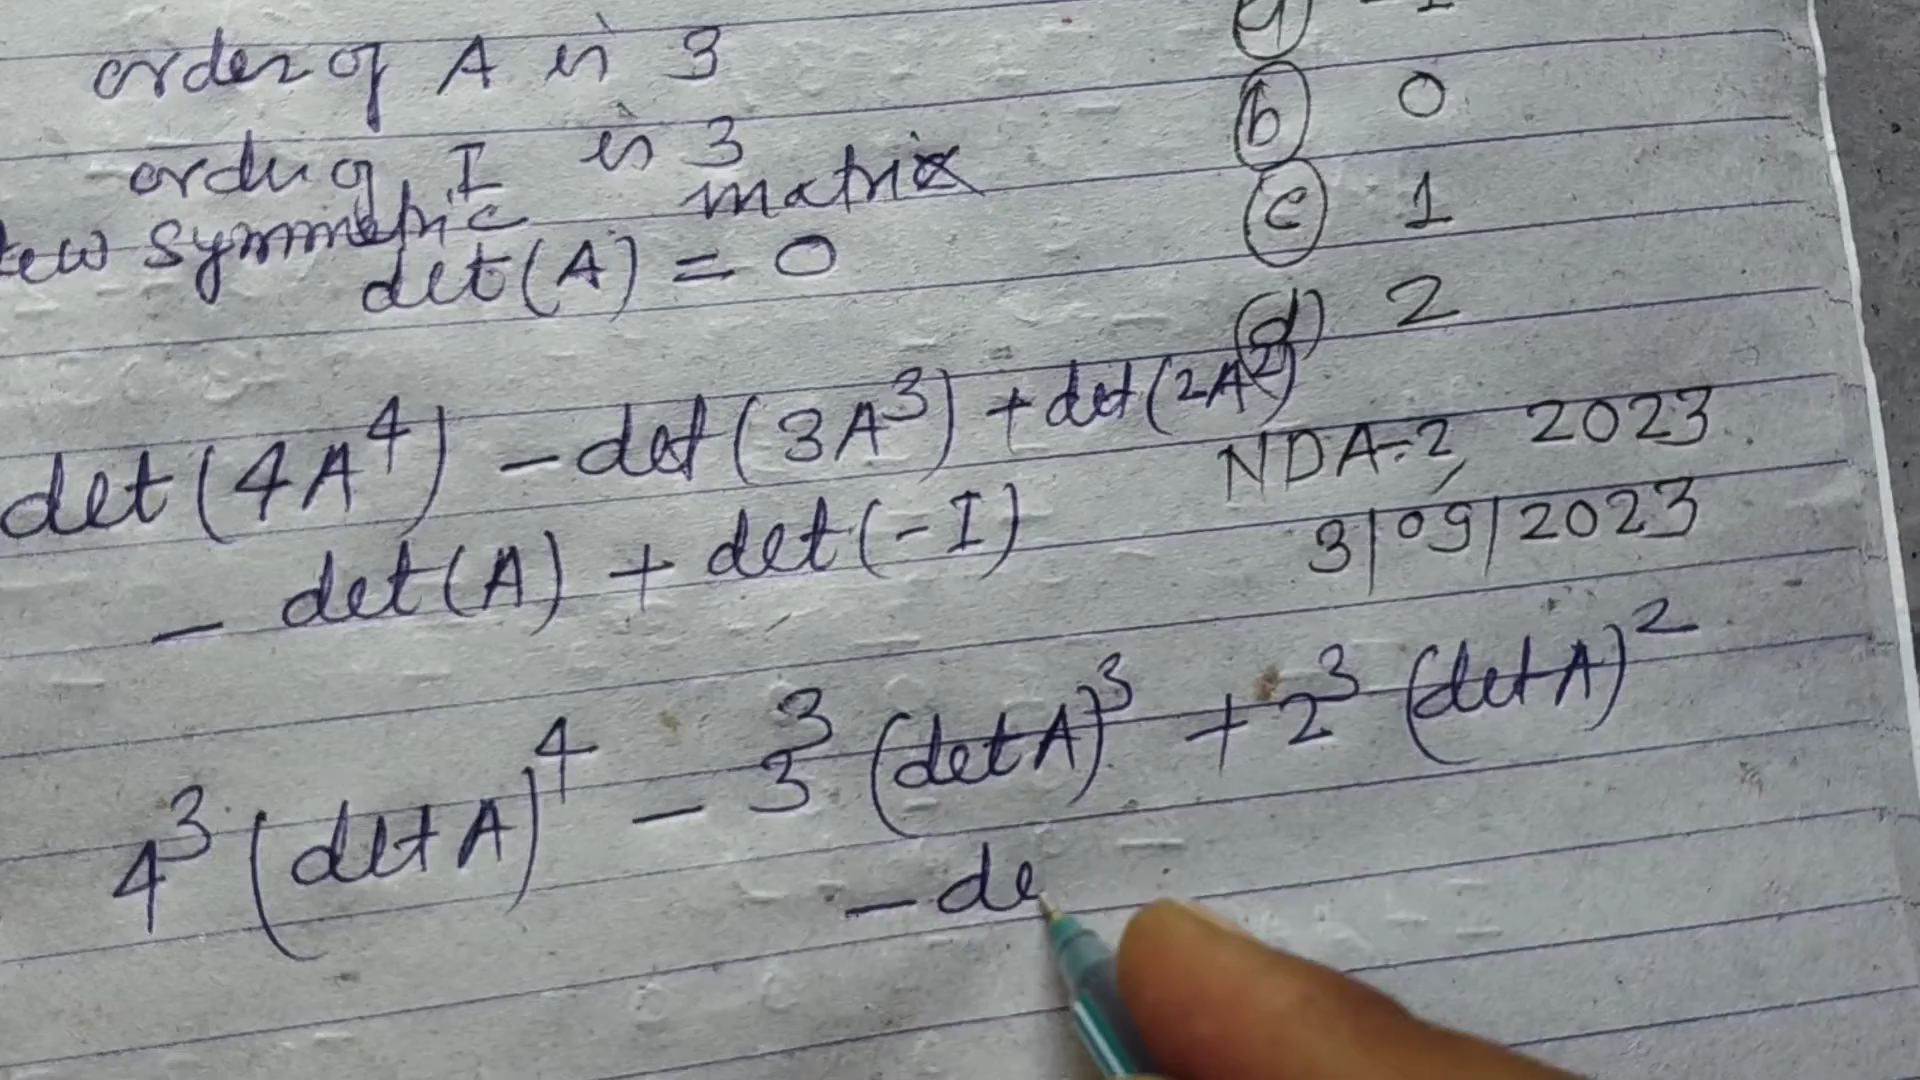 order of A is 3
order of I is 3
skew symmetric matrix
det(A) = 0
(b) 0
(c) 1
(d) 2
det(4A⁴) - det(3A³) + det(2A²)
- det(A) + det(-I)
NDA-2, 2023
3/09/2023
4³(det A)⁴ - 3³(det A)³ + 2³(det A)²
- de